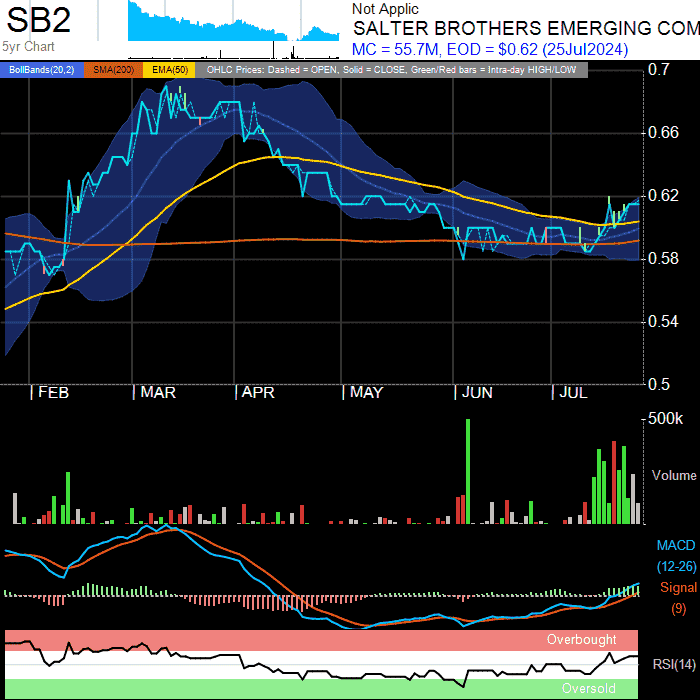 SB2
5yr Chart
Not Applic
SALTER BROTHERS EMERGING COM
MC = 55.7M, EOD = $0.62 (25Jul2024)
BollBands(20,2) SMA(200) EMA(50) OHLC Prices: Dashed = OPEN, Solid = CLOSE, Green/Red bars = Intra-day HIGH/LOW
0.7
0.66
0.62
0.58
0.54
0.5
FEB MAR APR MAY JUN JUL
500k
Volume
MACD
(12-26)
Signal
(9)
Overbought
RSI(14)
Oversold